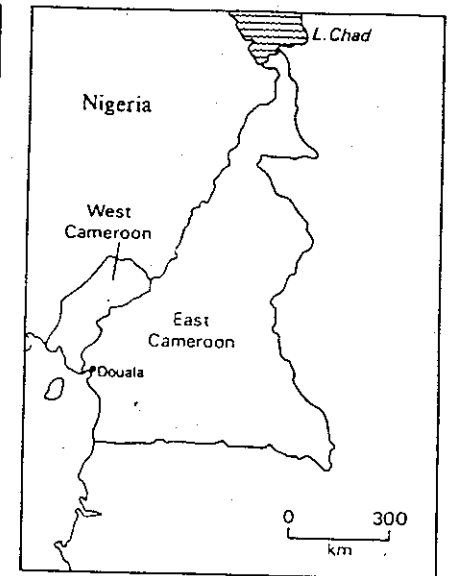 L. Chad
Nigeria
West
Cameroon
East
Cameroon
Douala
0 300
km